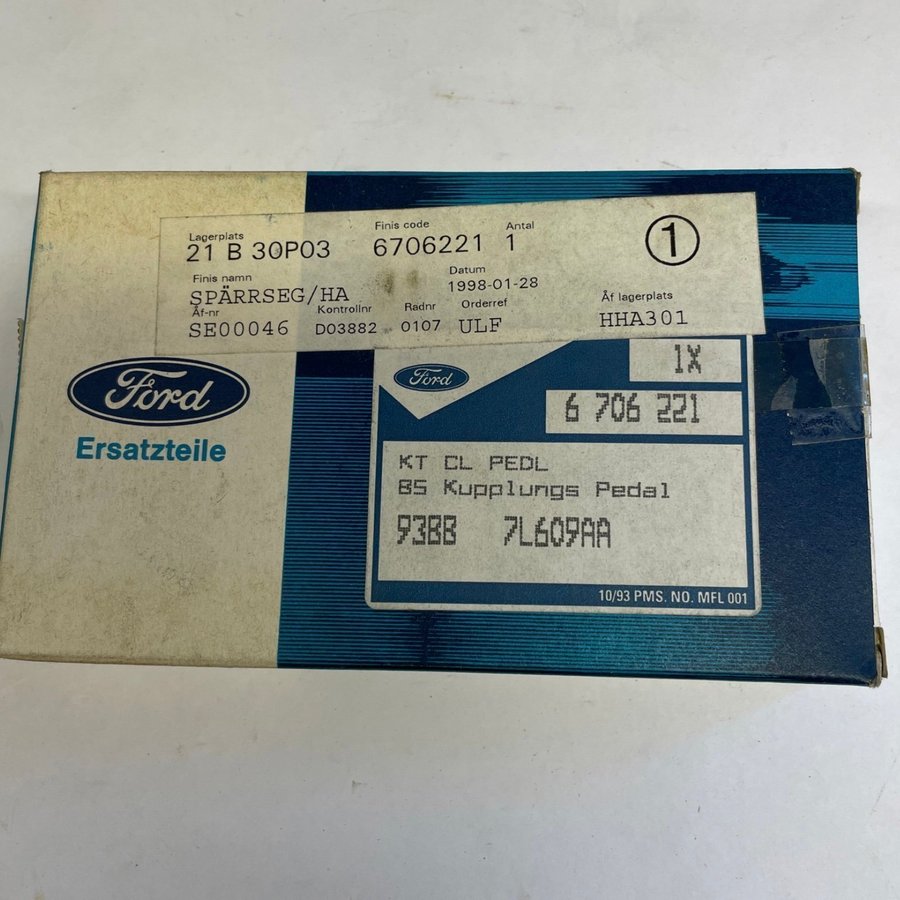 Lagerplats Finis code Antal
21 B 30P03 6706221 1 1
Finis namn Datum
SPÄRRSEG/HA 1998-01-28
Åf-nr Kontrollnr Radnr Orderref Åf lagerplats
SE00046 D03882 0107 ULF HHA301
Ford
Ersatzteile
Ford
1X
6 706 221
KT CL PEDL
BS Kupplungs Pedal
93BB 7L609AA
10/93 PMS. NO. MFL 001